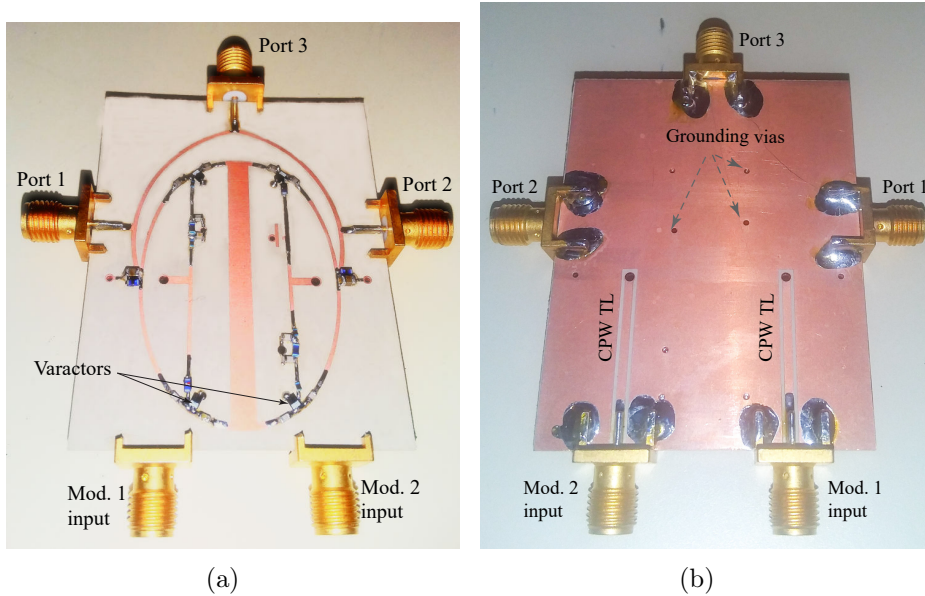 Port 3
Port 1
Port 2
Varactors
Mod. 1
input
Mod. 2
input
(a)
Port 3
Grounding vias
Port 2
Port 1
CPW TL
CPW TL
Mod. 2
input
Mod. 1
input
(b)